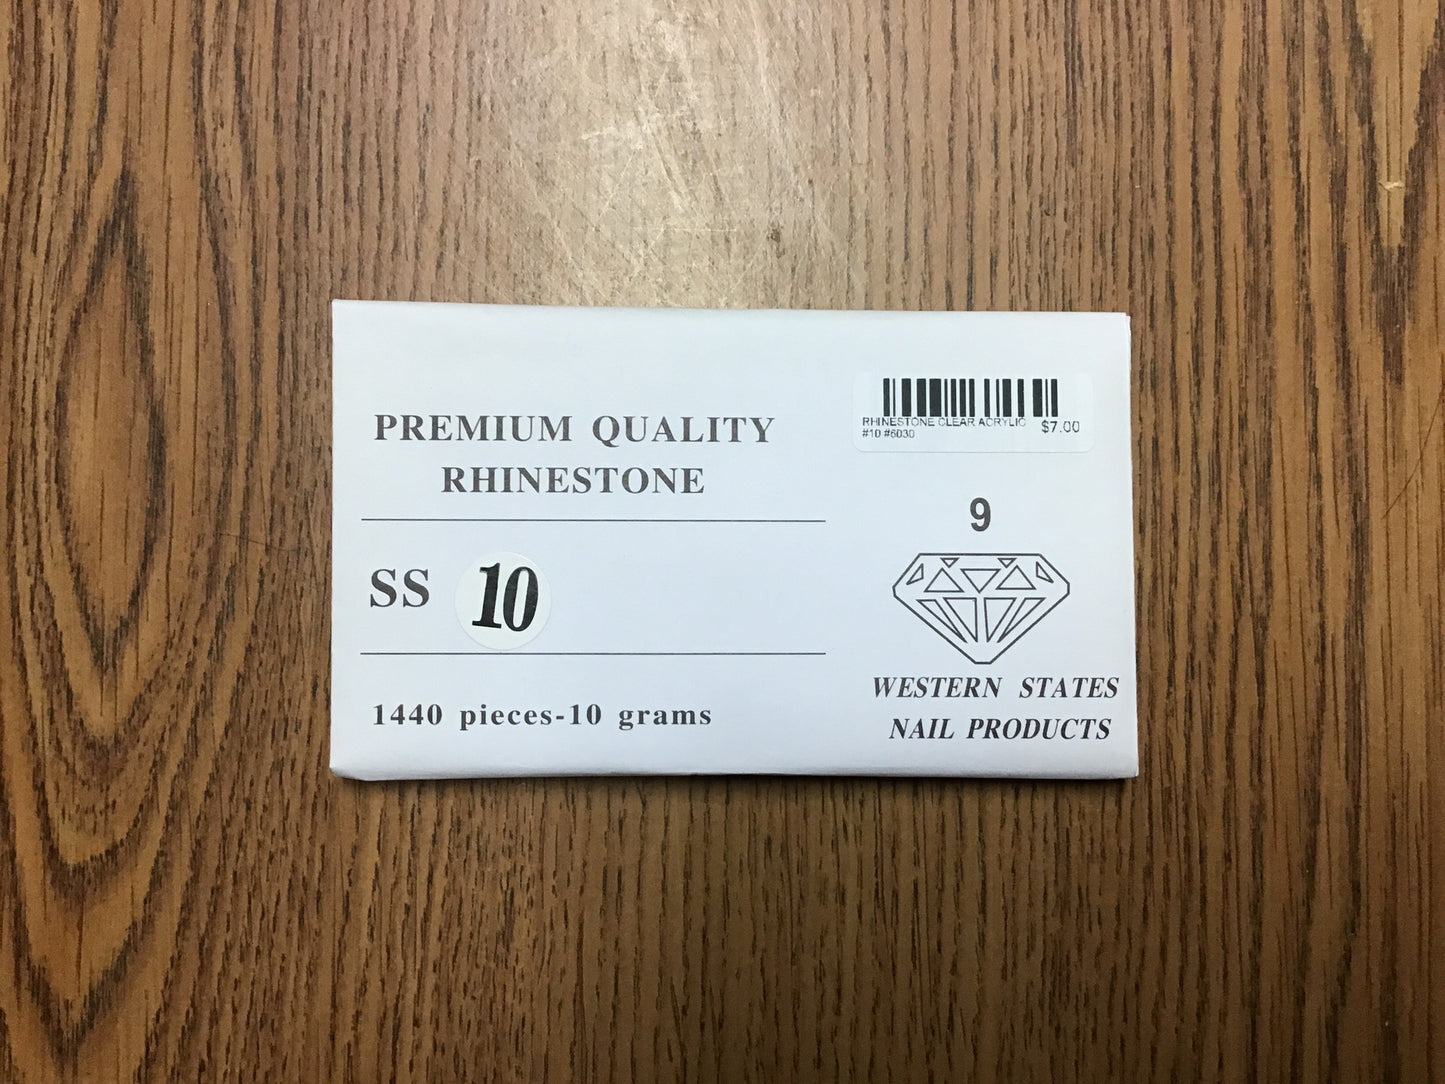 PREMIUM QUALITY
RHINESTONE
SS 10
1440 pieces-10 grams
RHINESTONE CLEAR ACRYLIC
#10 #6030
$7.00
9
WESTERN STATES
NAIL PRODUCTS